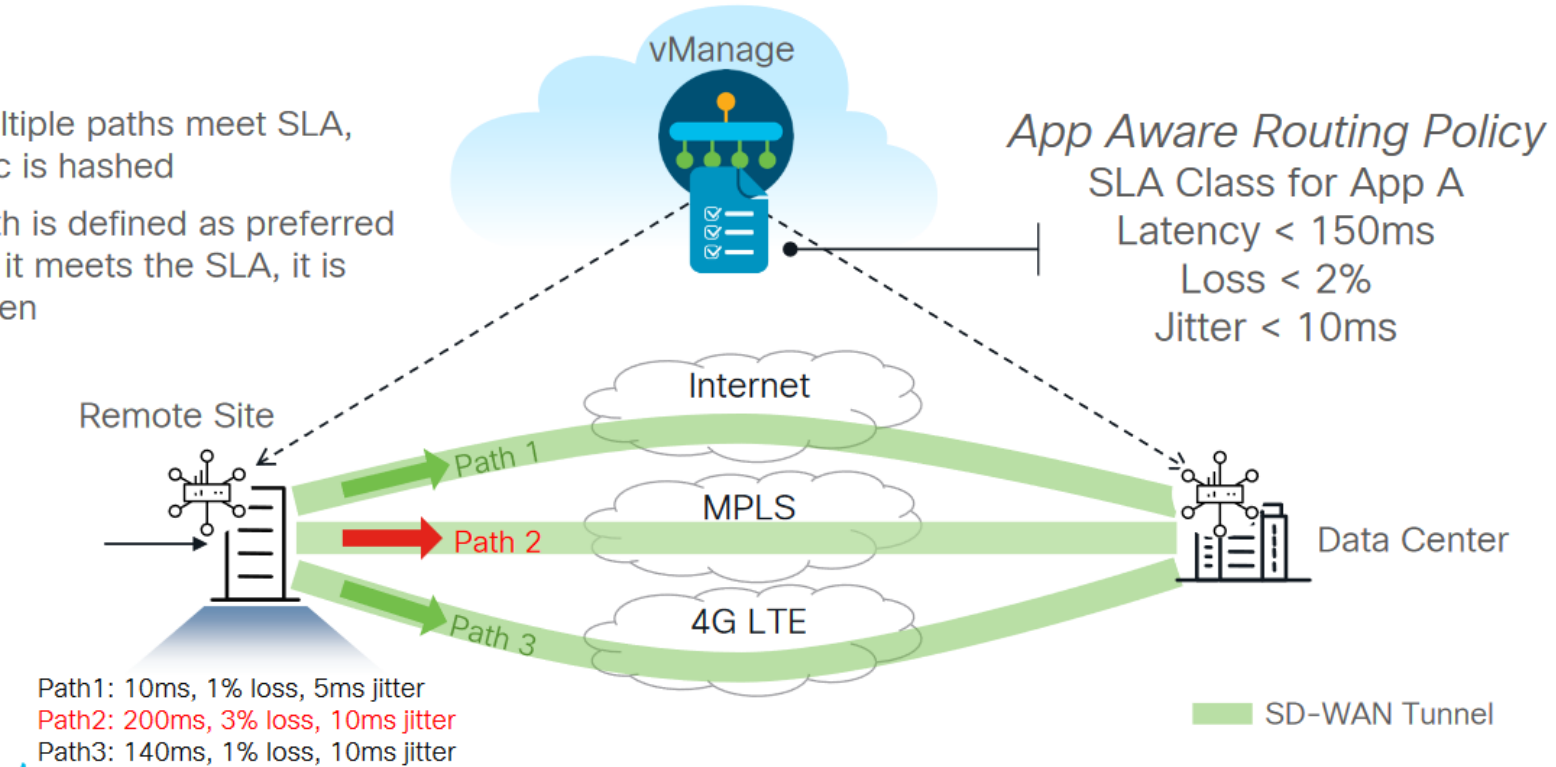 vManage
ltiple paths meet SLA,
c is hashed
th is defined as preferred
it meets the SLA, it is
en
App Aware Routing Policy
SLA Class for App A
Latency < 150ms
Loss < 2%
Jitter < 10ms
Internet
Remote Site
Path 1
MPLS
Path 2
Data Center
4G LTE
Path 3
Path1: 10ms, 1% loss, 5ms jitter
Path2: 200ms, 3% loss, 10ms jitter
Path3: 140ms, 1% loss, 10ms jitter
SD-WAN Tunnel